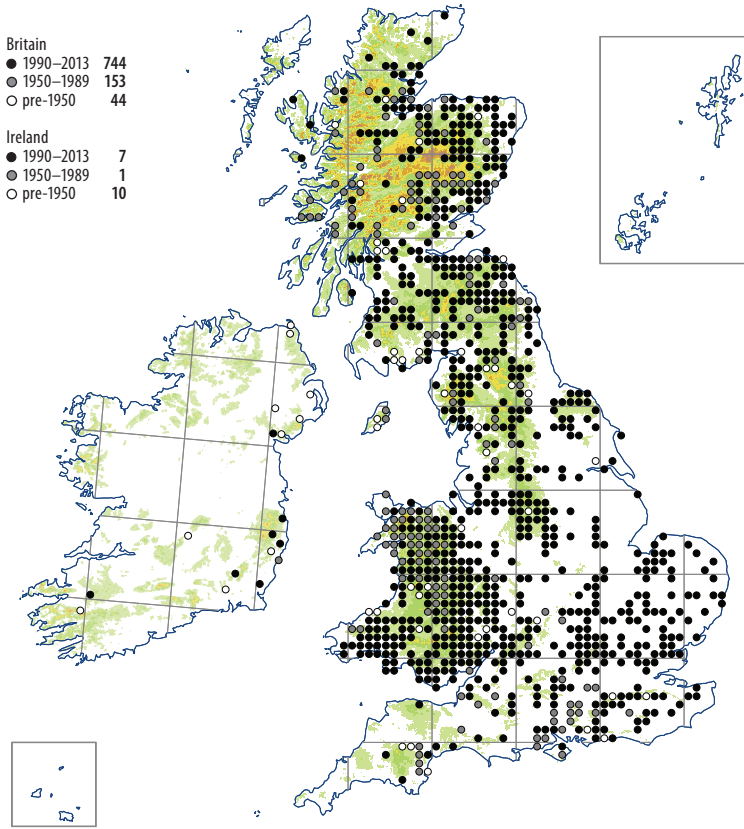 Britain
● 1990–2013 744
● 1950–1989 153
○ pre-1950 44
Ireland
● 1990–2013 7
● 1950–1989 1
○ pre-1950 10